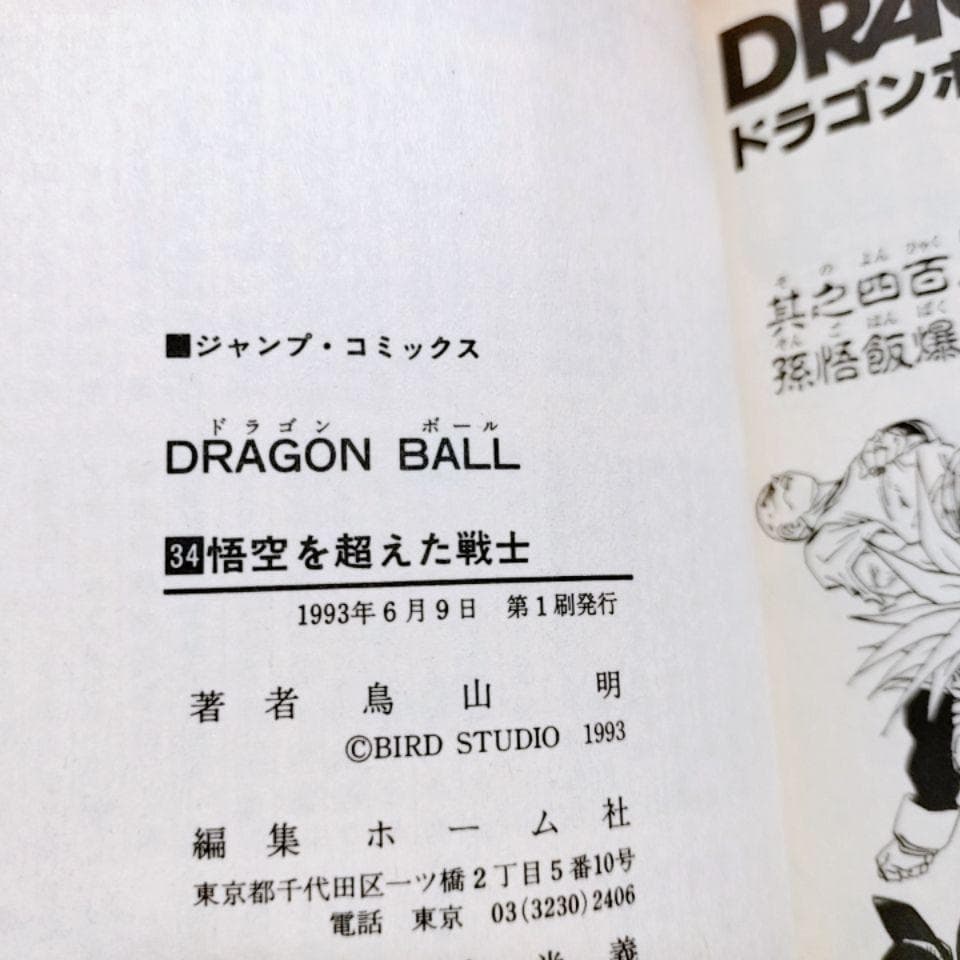 ■ジャンプ・コミックス
ドラゴン ボール
DRAGON BALL
34悟空を超えた戦士
1993年6月9日 第1刷発行
著者 鳥山 明
©BIRD STUDIO 1993
編集 ホーム社
東京都千代田区一ツ橋2丁目5番10号
電話 東京 03(3230)2406
義
DRAG
ドラゴンボ
そ の よん ひゃく
其之四百
そん ご はん ばく
孫悟飯爆